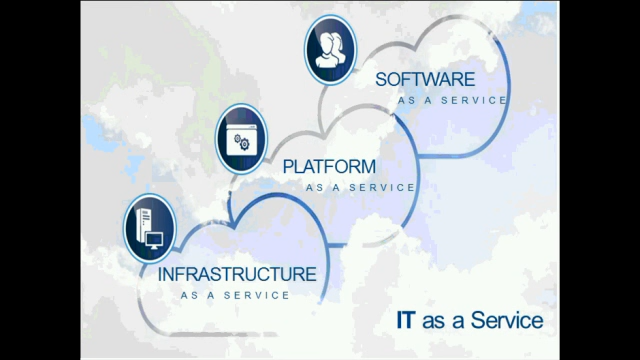 SOFTWARE
AS A SERVICE
PLATFORM
AS A SERVICE
INFRASTRUCTURE
AS A SERVICE
IT as a Service